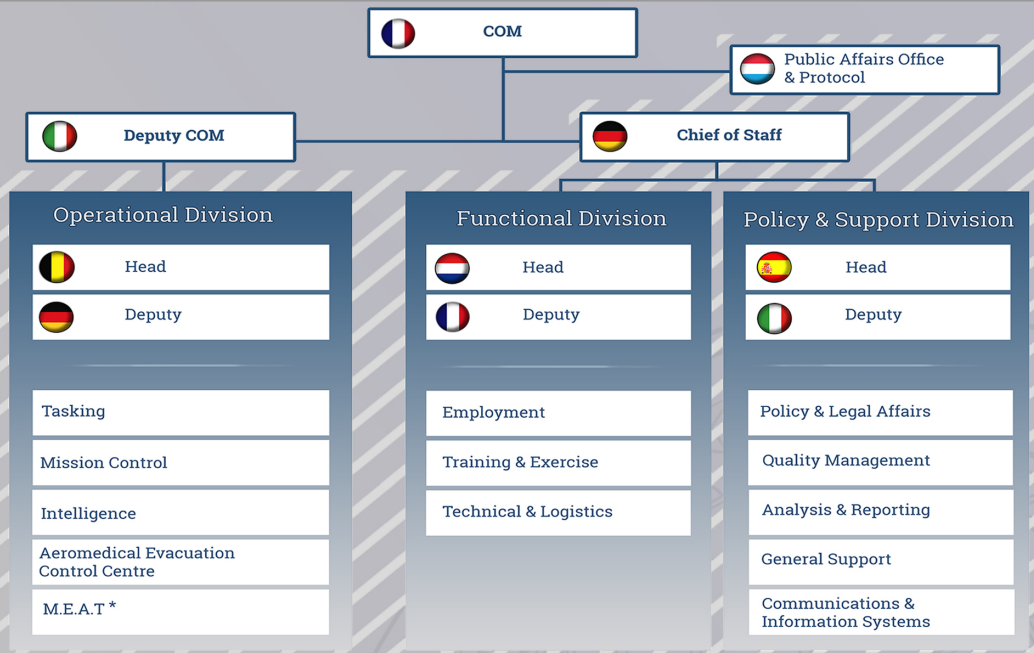 COM
Public Affairs Office
& Protocol
Deputy COM
Chief of Staff
Operational Division
Head
Deputy
Tasking
Mission Control
Intelligence
Aeromedical Evacuation
Control Centre
M.E.A.T *
Functional Division
Head
Deputy
Employment
Training & Exercise
Technical & Logistics
Policy & Support Division
Head
Deputy
Policy & Legal Affairs
Quality Management
Analysis & Reporting
General Support
Communications &
Information Systems